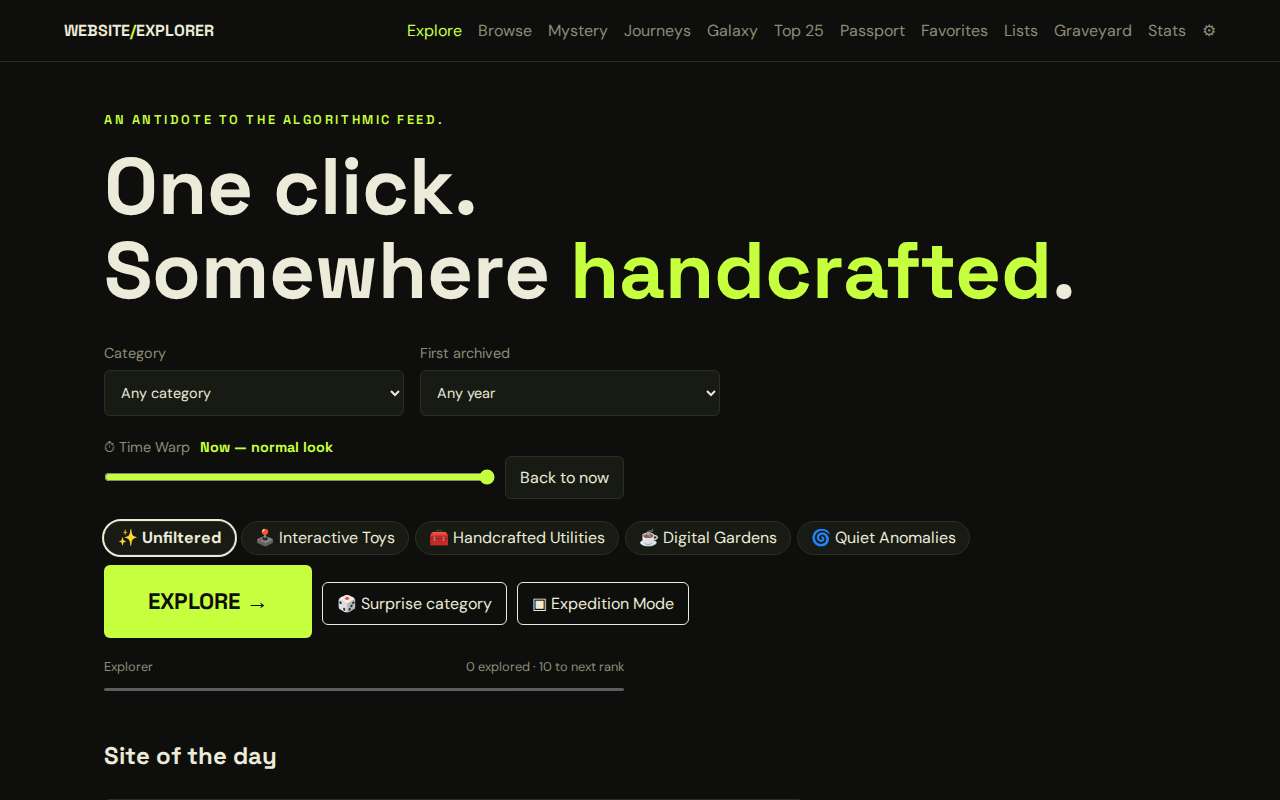 WEBSITE/EXPLORER Explore Browse Mystery Journeys Galaxy Top 25 Passport Favorites Lists Graveyard Stats ⚙
AN ANTIDOTE TO THE ALGORITHMIC FEED.
One click.
Somewhere handcrafted.
Category First archived
Any category Any year
⏱ Time Warp Now — normal look
Back to now
✨ Unfiltered 🕹️ Interactive Toys 🧰 Handcrafted Utilities ☕ Digital Gardens 🌀 Quiet Anomalies
EXPLORE → 🎲 Surprise category ▣ Expedition Mode
Explorer 0 explored · 10 to next rank
Site of the day